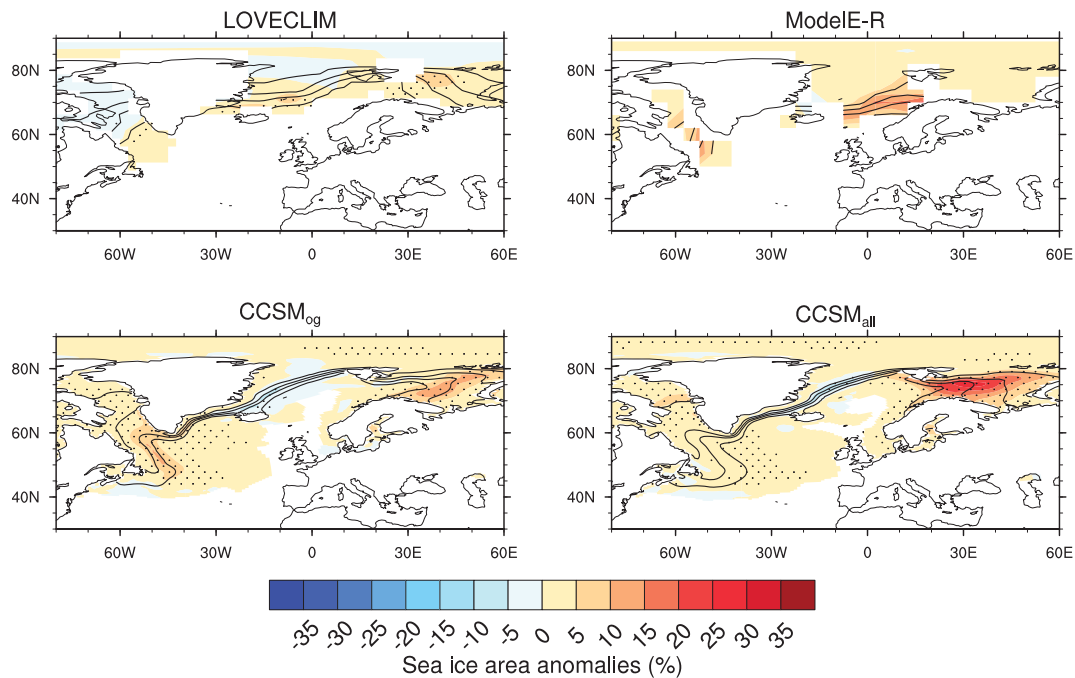 LOVECLIM
ModelE-R
80N
60N
40N
60W 30W 0 30E 60E
80N
60N
40N
60W 30W 0 30E 60E
CCSMog
CCSMall
80N
60N
40N
60W 30W 0 30E 60E
80N
60N
40N
60W 30W 0 30E 60E
-35 -30 -25 -20 -15 -10 -5 0 5 10 15 20 25 30 35
Sea ice area anomalies (%)